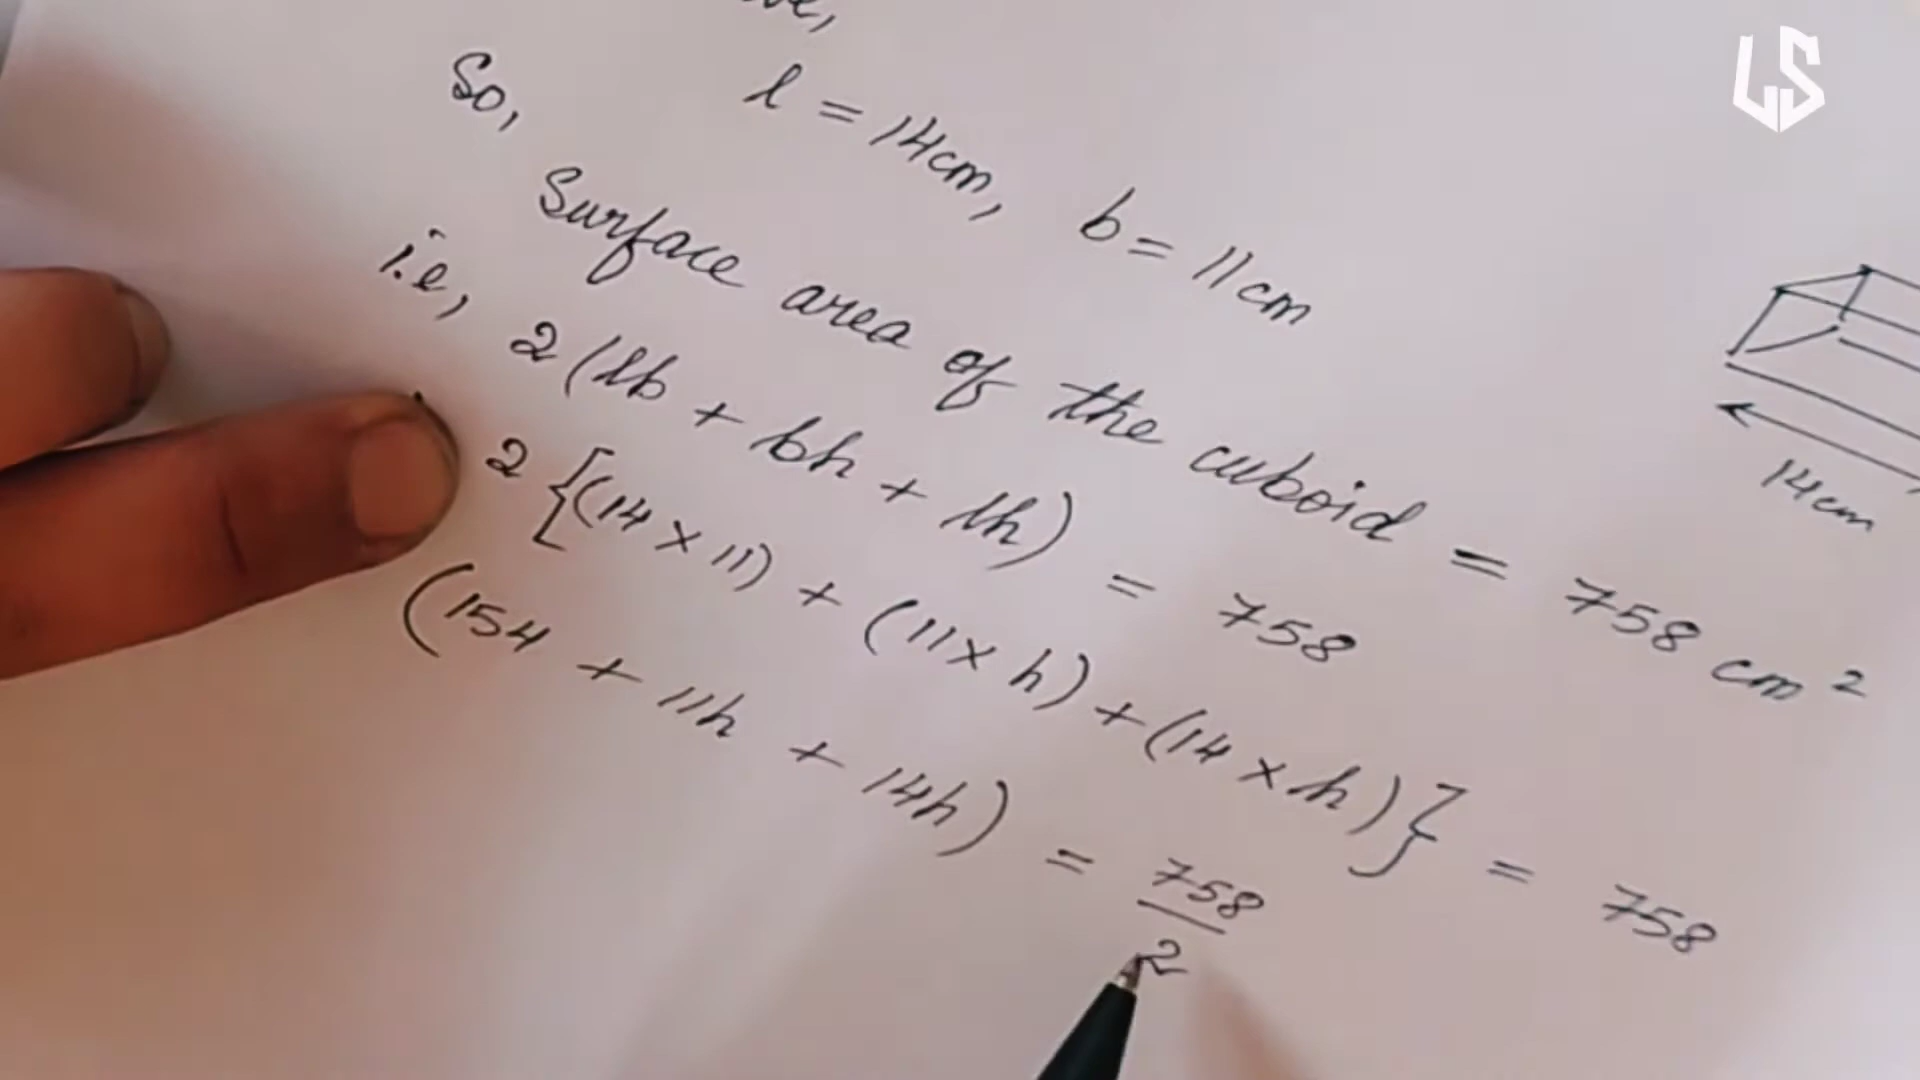 l = 14cm, b = 11cm
So,
Surface area of the cuboid = 758 cm²
i.e, 2(lb + bh + lh) = 758
2{(14 × 11) + (11 × h) + (14 × h)} = 758
(154 + 11h + 14h) = 758/2
14cm
LS